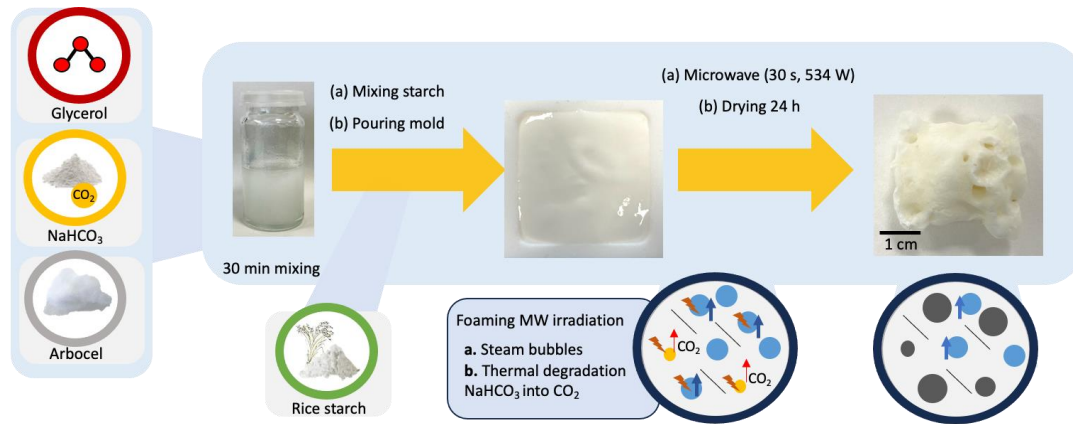 Glycerol
CO₂
NaHCO₃
Arbocel
30 min mixing
(a) Mixing starch
(b) Pouring mold
Rice starch
(a) Microwave (30 s, 534 W)
(b) Drying 24 h
1 cm
Foaming MW irradiation
a. Steam bubbles
b. Thermal degradation
NaHCO₃ into CO₂
CO₂
CO₂